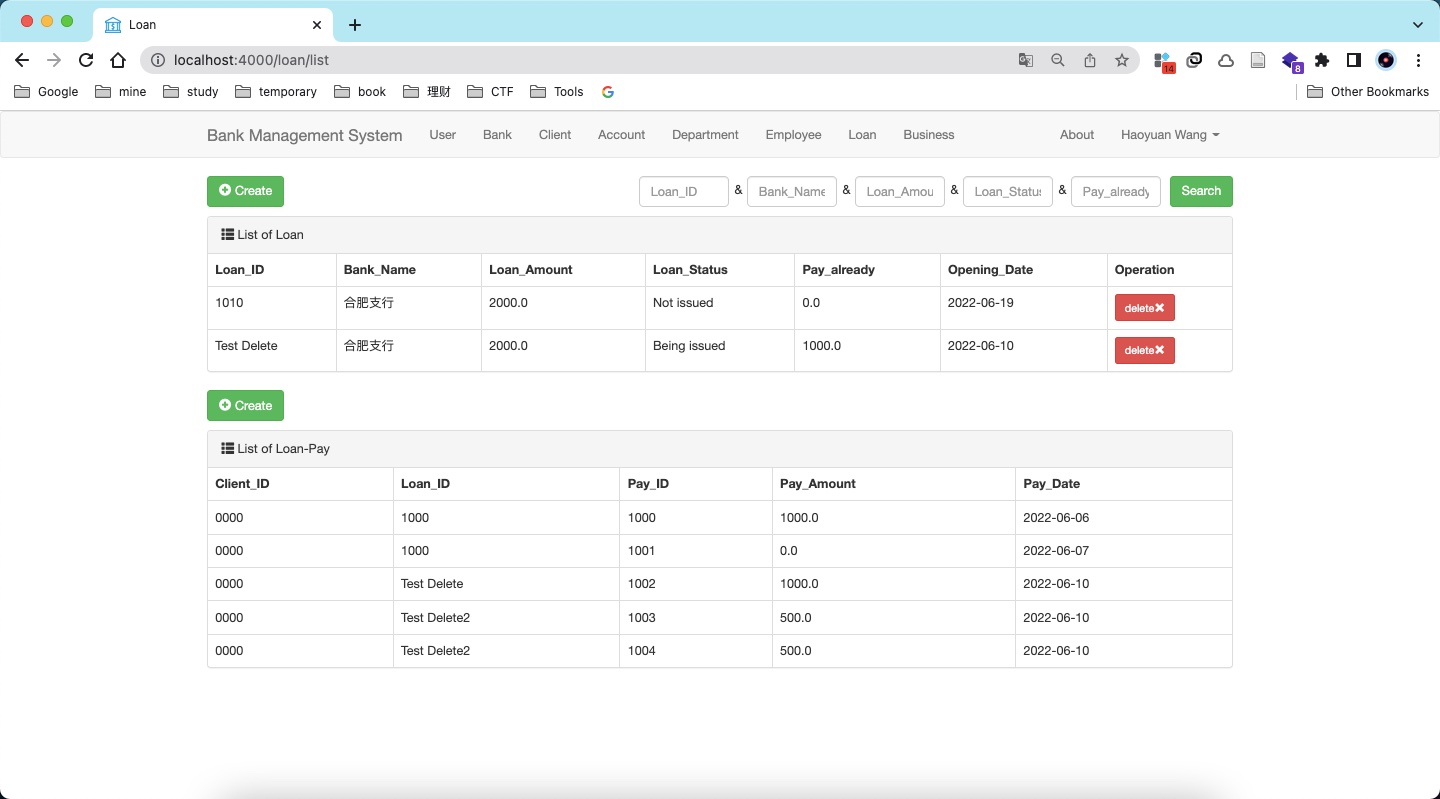 Loan
localhost:4000/loan/list
14
8
Google mine study temporary book 理财 CTF Tools Other Bookmarks
Bank Management System User Bank Client Account Department Employee Loan Business About Haoyuan Wang
Create Loan_ID & Bank_Name & Loan_Amou & Loan_Status & Pay_already Search
List of Loan
Loan_ID Bank_Name Loan_Amount Loan_Status Pay_already Opening_Date Operation
1010 合肥支行 2000.0 Not issued 0.0 2022-06-19 delete
Test Delete 合肥支行 2000.0 Being issued 1000.0 2022-06-10 delete
Create
List of Loan-Pay
Client_ID Loan_ID Pay_ID Pay_Amount Pay_Date
0000 1000 1000 1000.0 2022-06-06
0000 1000 1001 0.0 2022-06-07
0000 Test Delete 1002 1000.0 2022-06-10
0000 Test Delete2 1003 500.0 2022-06-10
0000 Test Delete2 1004 500.0 2022-06-10